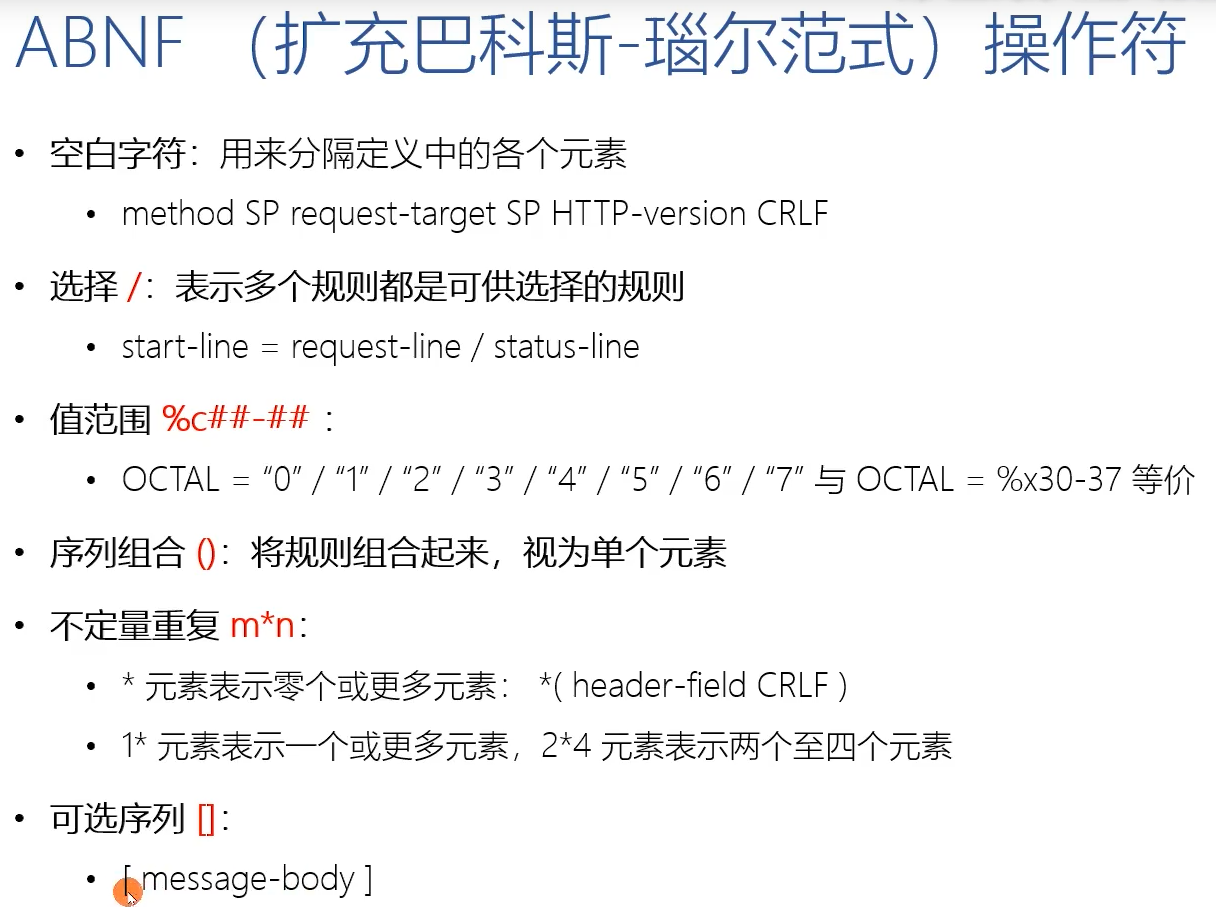 ABNF （扩充巴科斯-瑙尔范式）操作符
• 空白字符：用来分隔定义中的各个元素
• method SP request-target SP HTTP-version CRLF
• 选择 /：表示多个规则都是可供选择的规则
• start-line = request-line / status-line
• 值范围 %c##-## ：
• OCTAL = “0” / “1” / “2” / “3” / “4” / “5” / “6” / “7” 与 OCTAL = %x30-37 等价
• 序列组合 ()：将规则组合起来，视为单个元素
• 不定量重复 m*n：
• * 元素表示零个或更多元素： *( header-field CRLF )
• 1* 元素表示一个或更多元素，2*4 元素表示两个至四个元素
• 可选序列 []：
• [ message-body ]